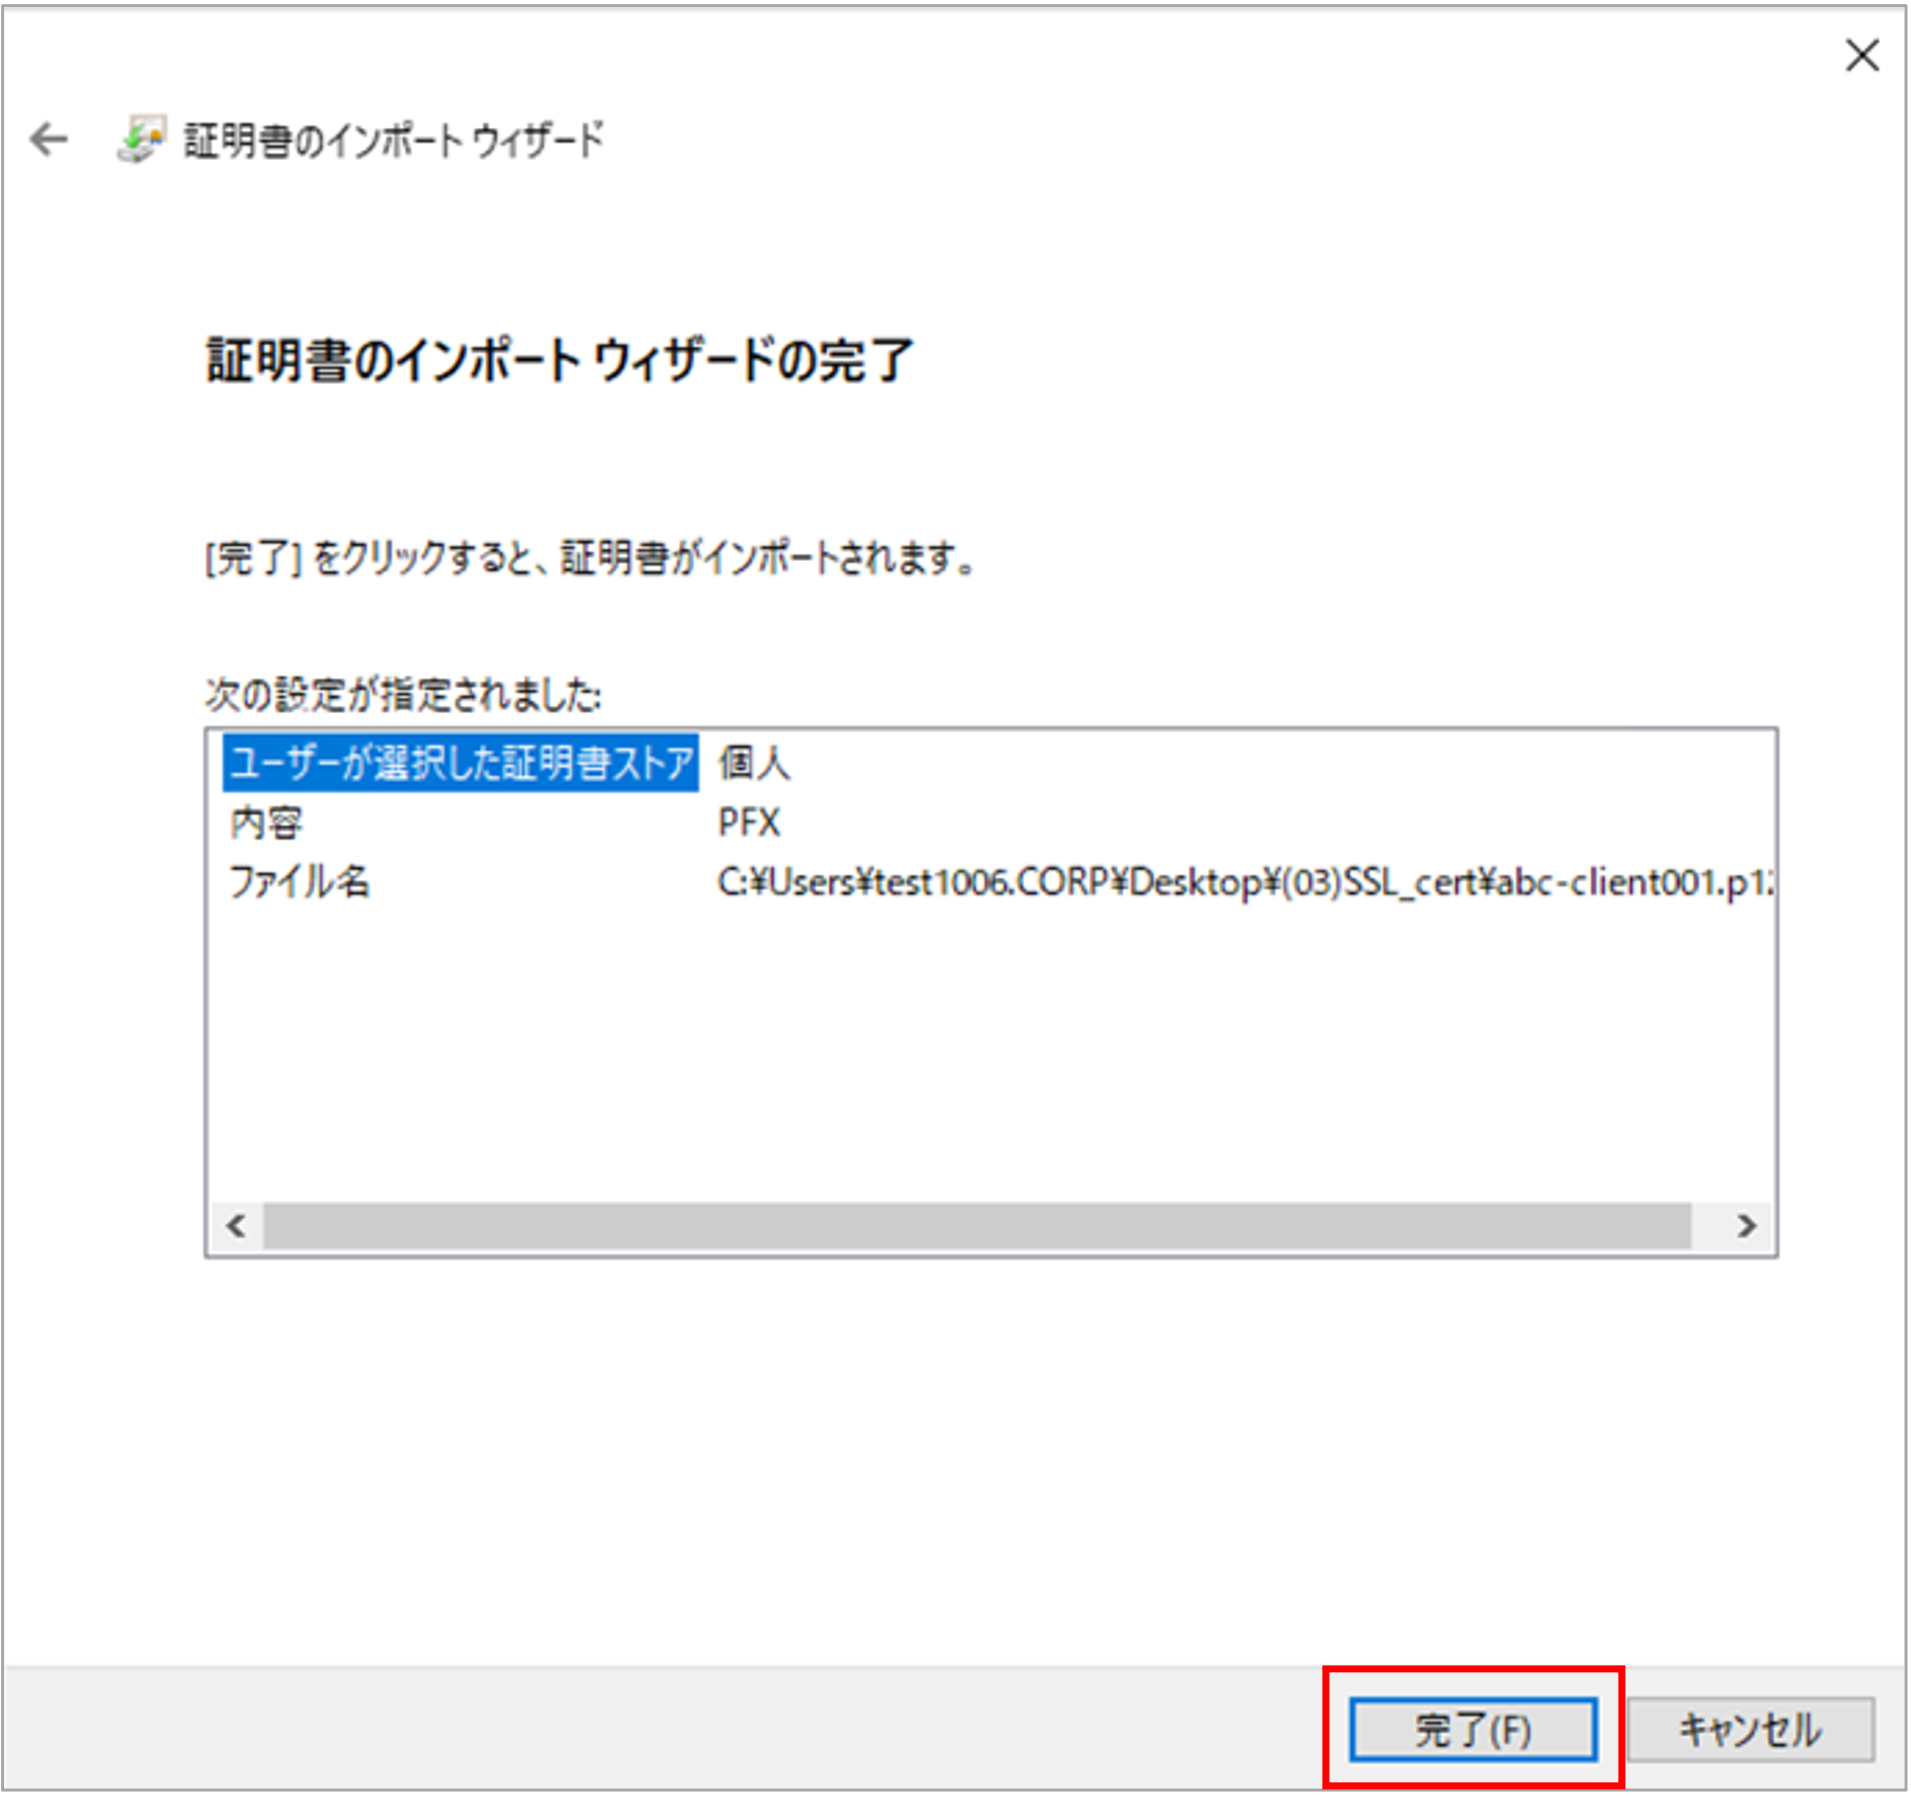 証明書のインポート ウィザード
証明書のインポート ウィザードの完了
[完了] をクリックすると、証明書がインポートされます。
次の設定が指定されました:
ユーザーが選択した証明書ストア 個人
内容 PFX
ファイル名 C:¥Users¥test1006.CORP¥Desktop¥(03)SSL_cert¥abc-client001.p12
完了(F) キャンセル